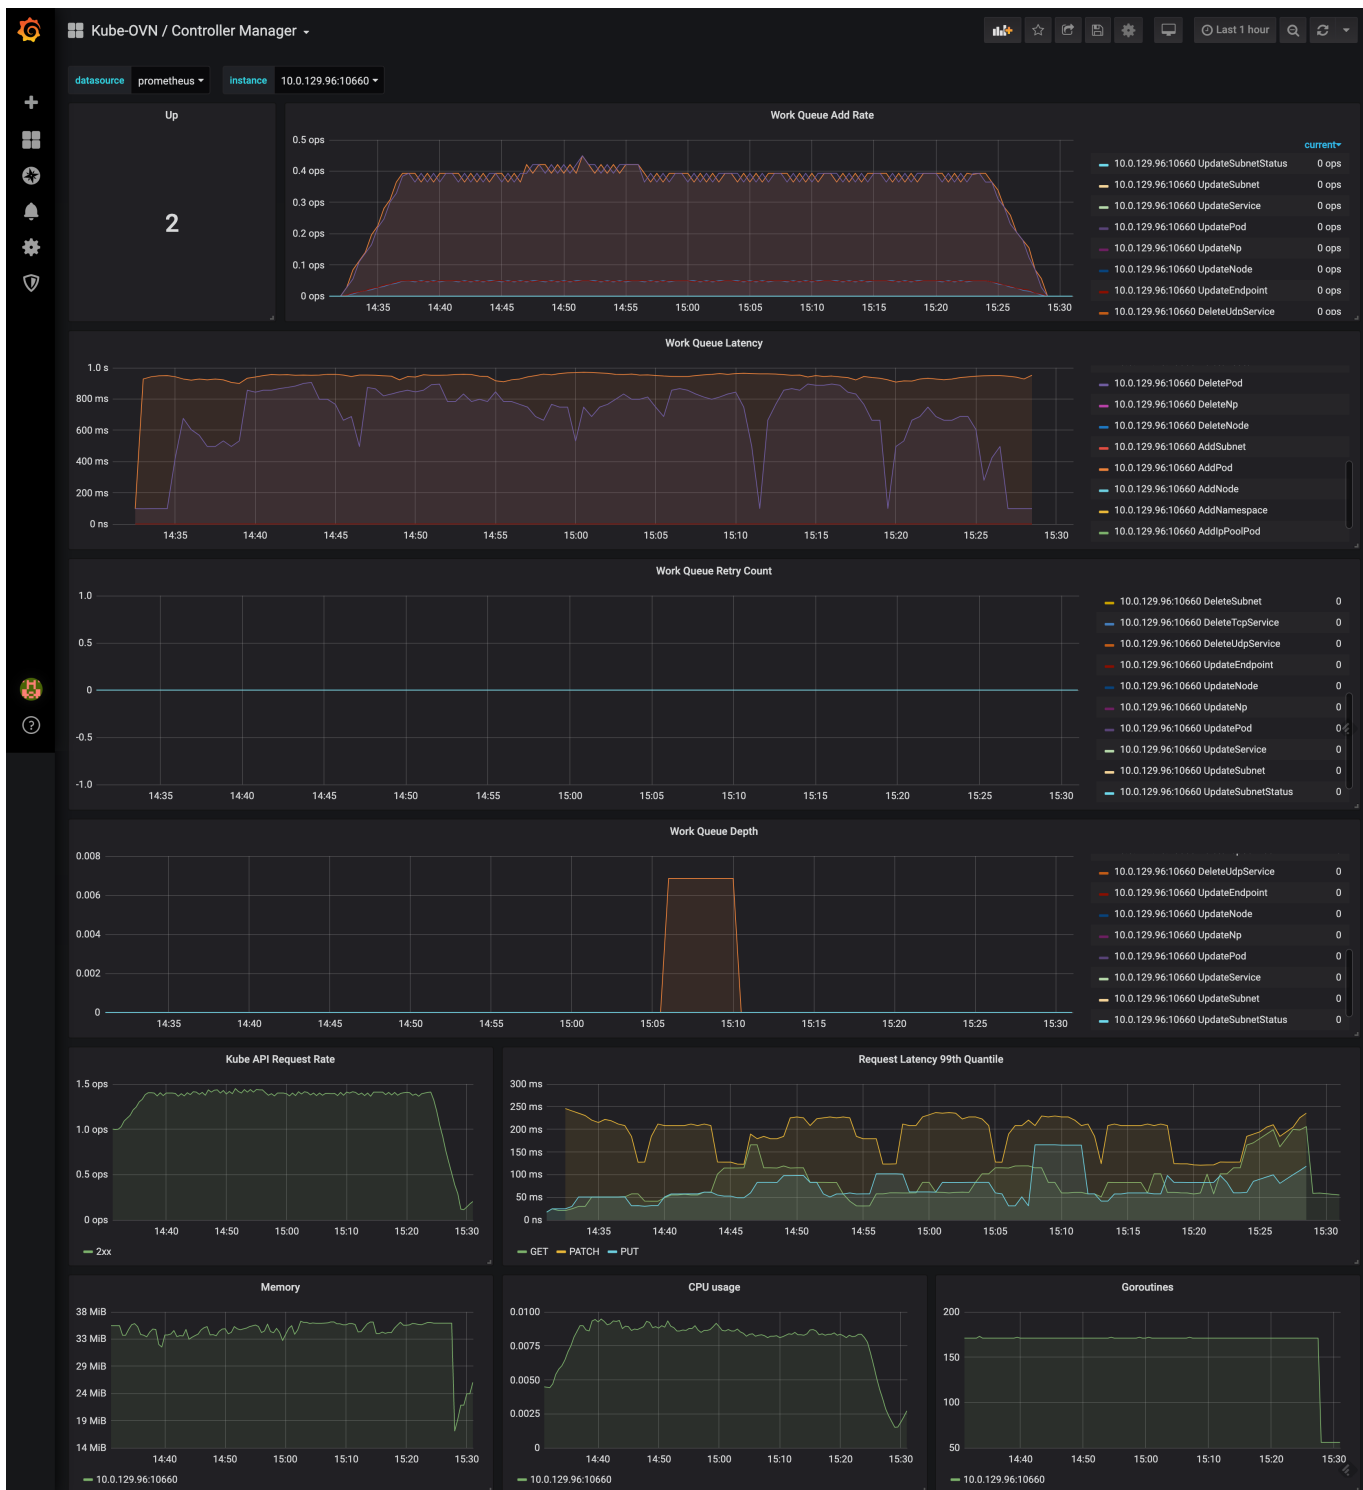 Kube-OVN / Controller Manager
Last 1 hour
datasource prometheus instance 10.0.129.96:10660
Up
2
Work Queue Add Rate
0.5 ops
0.4 ops
0.3 ops
0.2 ops
0.1 ops
0 ops
14:35 14:40 14:45 14:50 14:55 15:00 15:05 15:10 15:15 15:20 15:25 15:30
current
10.0.129.96:10660 UpdateSubnetStatus 0 ops
10.0.129.96:10660 UpdateSubnet 0 ops
10.0.129.96:10660 UpdateService 0 ops
10.0.129.96:10660 UpdatePod 0 ops
10.0.129.96:10660 UpdateNp 0 ops
10.0.129.96:10660 UpdateNode 0 ops
10.0.129.96:10660 UpdateEndpoint 0 ops
10.0.129.96:10660 DeleteUdpService 0 ops
Work Queue Latency
1.0 s
800 ms
600 ms
400 ms
200 ms
0 ns
14:35 14:40 14:45 14:50 14:55 15:00 15:05 15:10 15:15 15:20 15:25 15:30
10.0.129.96:10660 DeletePod
10.0.129.96:10660 DeleteNp
10.0.129.96:10660 DeleteNode
10.0.129.96:10660 AddSubnet
10.0.129.96:10660 AddPod
10.0.129.96:10660 AddNode
10.0.129.96:10660 AddNamespace
10.0.129.96:10660 AddIpPoolPod
Work Queue Retry Count
1.0
0.5
0
-0.5
-1.0
14:35 14:40 14:45 14:50 14:55 15:00 15:05 15:10 15:15 15:20 15:25 15:30
10.0.129.96:10660 DeleteSubnet 0
10.0.129.96:10660 DeleteTcpService 0
10.0.129.96:10660 DeleteUdpService 0
10.0.129.96:10660 UpdateEndpoint 0
10.0.129.96:10660 UpdateNode 0
10.0.129.96:10660 UpdateNp 0
10.0.129.96:10660 UpdatePod 0
10.0.129.96:10660 UpdateService 0
10.0.129.96:10660 UpdateSubnet 0
10.0.129.96:10660 UpdateSubnetStatus 0
Work Queue Depth
0.008
0.006
0.004
0.002
0
14:35 14:40 14:45 14:50 14:55 15:00 15:05 15:10 15:15 15:20 15:25 15:30
10.0.129.96:10660 DeleteUdpService 0
10.0.129.96:10660 UpdateEndpoint 0
10.0.129.96:10660 UpdateNode 0
10.0.129.96:10660 UpdateNp 0
10.0.129.96:10660 UpdatePod 0
10.0.129.96:10660 UpdateService 0
10.0.129.96:10660 UpdateSubnet 0
10.0.129.96:10660 UpdateSubnetStatus 0
Kube API Request Rate
1.5 ops
1.0 ops
0.5 ops
0 ops
14:40 14:50 15:00 15:10 15:20 15:30
2xx
Request Latency 99th Quantile
300 ms
250 ms
200 ms
150 ms
100 ms
50 ms
0 ns
14:35 14:40 14:45 14:50 14:55 15:00 15:05 15:10 15:15 15:20 15:25 15:30
GET PATCH PUT
Memory
38 MiB
33 MiB
29 MiB
24 MiB
19 MiB
14 MiB
14:40 14:50 15:00 15:10 15:20 15:30
10.0.129.96:10660
CPU usage
0.0100
0.0075
0.0050
0.0025
0
14:40 14:50 15:00 15:10 15:20 15:30
10.0.129.96:10660
Goroutines
200
150
100
50
14:40 14:50 15:00 15:10 15:20 15:30
10.0.129.96:10660